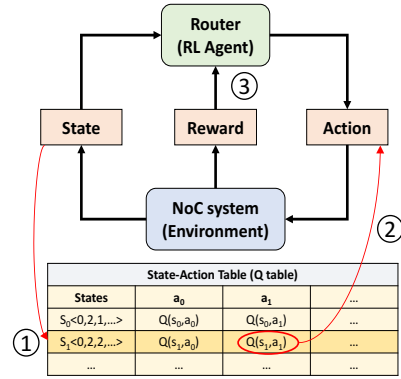 Router
(RL Agent)
③
State
Reward
Action
NoC system
(Environment)
②
State-Action Table (Q table)
States a₀ a₁ ...
S₀<0,2,1,...> Q(s₀,a₀) Q(s₀,a₁)
① S₁<0,2,2,...> Q(s₁,a₀) Q(s₁,a₁)
... ... ...